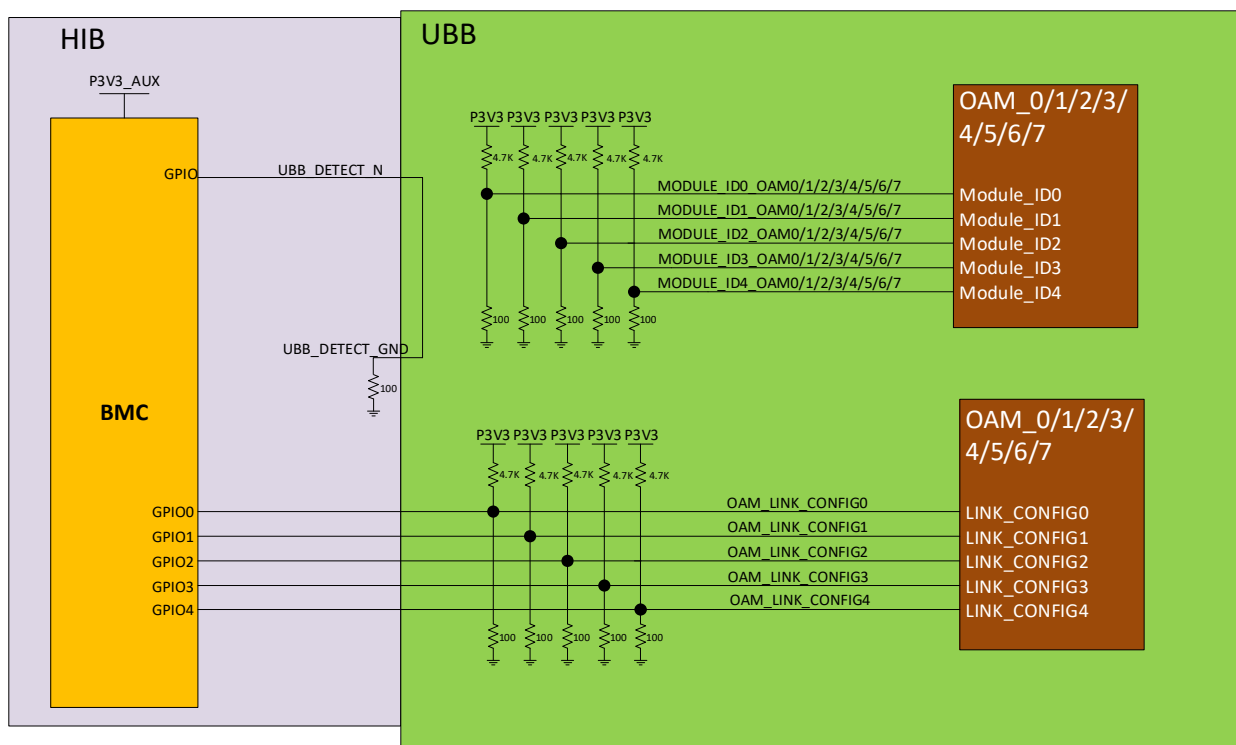 HIB
UBB
P3V3_AUX
GPIO
UBB_DETECT_N
UBB_DETECT_GND
100
BMC
P3V3 P3V3 P3V3 P3V3 P3V3
4.7K 4.7K 4.7K 4.7K 4.7K
OAM_0/1/2/3/
4/5/6/7
MODULE_ID0_OAM0/1/2/3/4/5/6/7
Module_ID0
MODULE_ID1_OAM0/1/2/3/4/5/6/7
Module_ID1
MODULE_ID2_OAM0/1/2/3/4/5/6/7
Module_ID2
MODULE_ID3_OAM0/1/2/3/4/5/6/7
Module_ID3
MODULE_ID4_OAM0/1/2/3/4/5/6/7
Module_ID4
100 100 100 100 100
P3V3 P3V3 P3V3 P3V3 P3V3
4.7K 4.7K 4.7K 4.7K 4.7K
OAM_0/1/2/3/
4/5/6/7
GPIO0
OAM_LINK_CONFIG0
LINK_CONFIG0
GPIO1
OAM_LINK_CONFIG1
LINK_CONFIG1
GPIO2
OAM_LINK_CONFIG2
LINK_CONFIG2
GPIO3
OAM_LINK_CONFIG3
LINK_CONFIG3
GPIO4
OAM_LINK_CONFIG4
LINK_CONFIG4
100 100 100 100 100